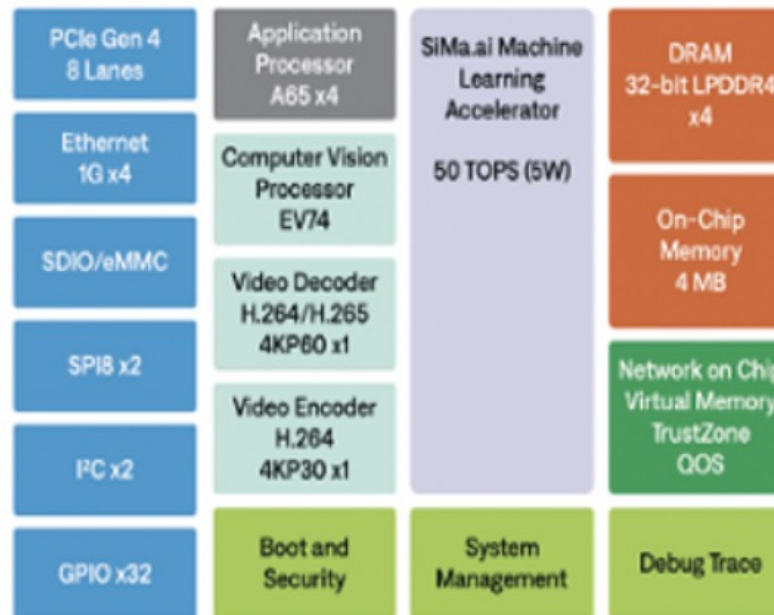 PCIe Gen 4
8 Lanes
Ethernet
1G x4
SDIO/eMMC
SPI8 x2
I²C x2
GPIO x32
Application
Processor
A65 x4
Computer Vision
Processor
EV74
Video Decoder
H.264/H.265
4KP60 x1
Video Encoder
H.264
4KP30 x1
Boot and
Security
SiMa.ai Machine
Learning
Accelerator
50 TOPS (5W)
System
Management
DRAM
32-bit LPDDR4
x4
On-Chip
Memory
4 MB
Network on Chip
Virtual Memory
TrustZone
QOS
Debug Trace